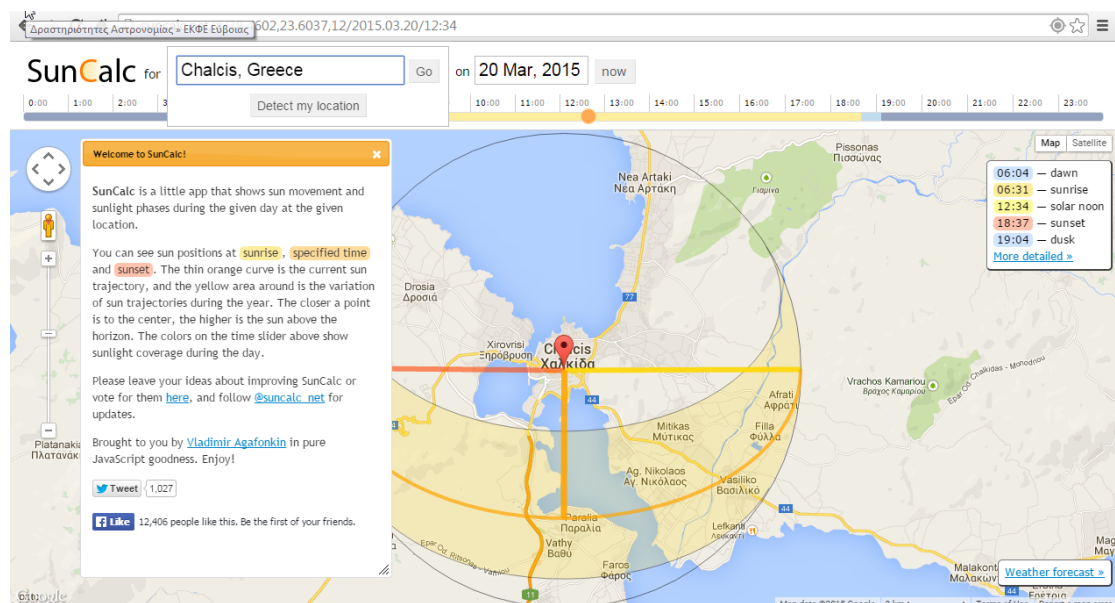 Δραστηριότητες Αστρονομίας » ΕΚΦΕ Εύβοιας
602,23.6037,12/2015.03.20/12:34
SunCalc for
Chalcis, Greece
Go
on
20 Mar, 2015
now
Detect my location
0:00 1:00 2:00 3 10:00 11:00 12:00 13:00 14:00 15:00 16:00 17:00 18:00 19:00 20:00 21:00 22:00 23:00
Welcome to SunCalc!
SunCalc is a little app that shows sun movement and
sunlight phases during the given day at the given
location.
You can see sun positions at sunrise , specified time
and sunset . The thin orange curve is the current sun
trajectory, and the yellow area around is the variation
of sun trajectories during the year. The closer a point
is to the center, the higher is the sun above the
horizon. The colors on the time slider above show
sunlight coverage during the day.
Please leave your ideas about improving SunCalc or
vote for them here, and follow @suncalc_net for
updates.
Brought to you by Vladimir Agafonkin in pure
JavaScript goodness. Enjoy!
Tweet 1,027
Like 12,406 people like this. Be the first of your friends.
Map Satellite
06:04 — dawn
06:31 — sunrise
12:34 — solar noon
18:37 — sunset
19:04 — dusk
More detailed »
Pissonas
Πισσώνας
Nea Artaki
Νέα Αρτάκη
Drosia
Δροσιά
77
Xirovrisi
Ξηρόβρυση
Chalcis
Χαλκίδα
44
Vrachos Kamariou
Βράχος Καμαρίου
Afrati
Αφράτι
Mitikas
Μύτικας
Filla
Φύλλα
Platanaki
Ag. Nikolaos
Αγ. Νικόλαος
Vasiliko
Βασιλικό
44
Paralia
Παραλία
Lefkanti
Λευκαντί
Vathy
Βαθύ
Faros
Φάρος
11
Weather forecast »
44
Google